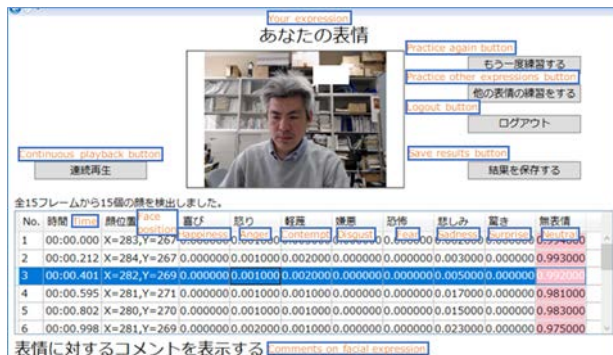 Your expression
あなたの表情
Practice again button
もう一度練習する
Practice other expressions button
他の表情の練習をする
Logout button
ログアウト
Continuous playback button
連続再生
Save results button
結果を保存する
全15フレームから15個の顔を検出しました。
No. 時間 Time 顔位置 Face position 喜び Happiness 怒り Anger 軽蔑 Contempt 嫌悪 Disgust 恐怖 Fear 悲しみ Sadness 驚き Surprise 無表情 Neutral
1 00:00.000 X=283,Y=267
2 00:00.212 X=284,Y=267 0.000000 0.001000 0.002000 0.000000 0.000000 0.003000 0.000000 0.993000
3 00:00.401 X=282,Y=269 0.000000 0.001000 0.002000 0.000000 0.000000 0.005000 0.000000 0.992000
4 00:00.595 X=281,Y=271 0.000000 0.001000 0.001000 0.000000 0.000000 0.017000 0.000000 0.981000
5 00:00.802 X=280,Y=270 0.000000 0.001000 0.001000 0.000000 0.000000 0.015000 0.000000 0.983000
6 00:00.998 X=281,Y=269 0.000000 0.002000 0.001000 0.000000 0.000000 0.023000 0.000000 0.975000
表情に対するコメントを表示する Comments on facial expression